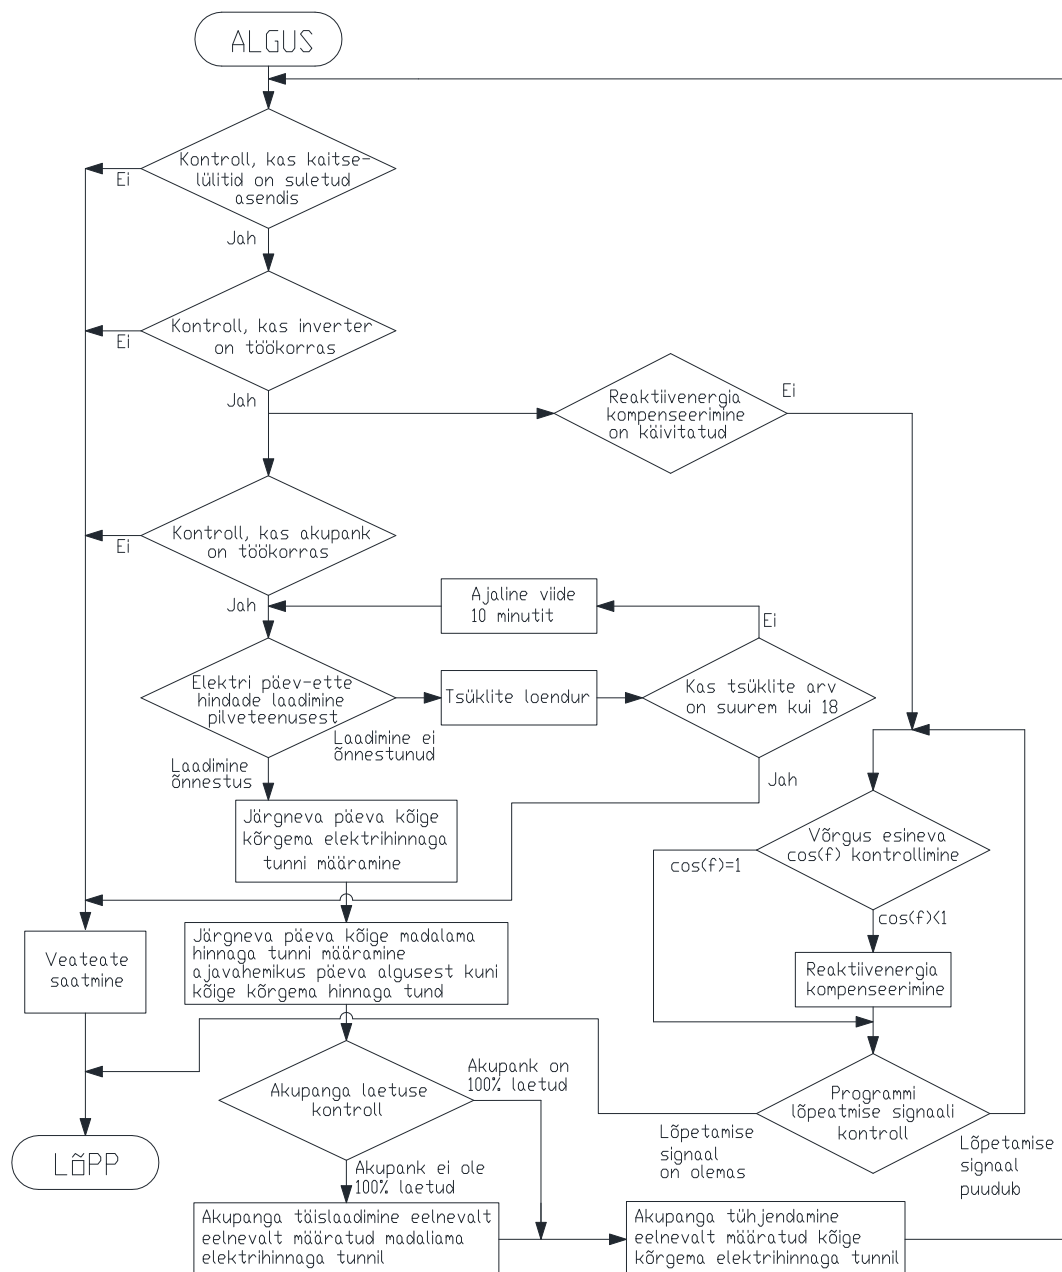 ALGUS
Kontroll, kas kaitse-
lülitid on suletud
asendis
Ei
Jah
Kontroll, kas inverter
on töökorras
Ei
Jah
Reaktiivenergia
kompenseerimine
on käivitatud
Ei
Kontroll, kas akupank
on töökorras
Ei
Jah
Ajaline viide
10 minutit
Ei
Elektri päev-ette
hindade laadimine
pilveteenusest
Tsüklite loendur
Kas tsüklite arv
on suurem kui 18
Laadimine ei
õnnestunud
Laadimine
õnnestus
Jah
Järgneva päeva kõige
kõrgema elektrihinnaga
tunni määramine
Võrgus esineva
cos(f) kontrollimine
cos(f)=1
cos(f)<1
Veateate
saatmine
Järgneva päeva kõige madalama
hinnaga tunni määramine
ajavahemikus päeva algusest kuni
kõige kõrgema hinnaga tund
Reaktiivenergia
kompenseerimine
Akupanga laetuse
kontroll
Akupank on
100% laetud
Programmi
lõpeatmise signaali
kontroll
Lõpetamise
signaal
on olemas
Lõpetamise
signaal
puudub
LÕPP
Akupank ei ole
100% laetud
Akupanga täislaadimine eelnevalt
eelnevalt määratud madaliama
elektrihinnaga tunnil
Akupanga tühjendamine
eelnevalt määratud kõige
kõrgema elektrihinnaga tunnil